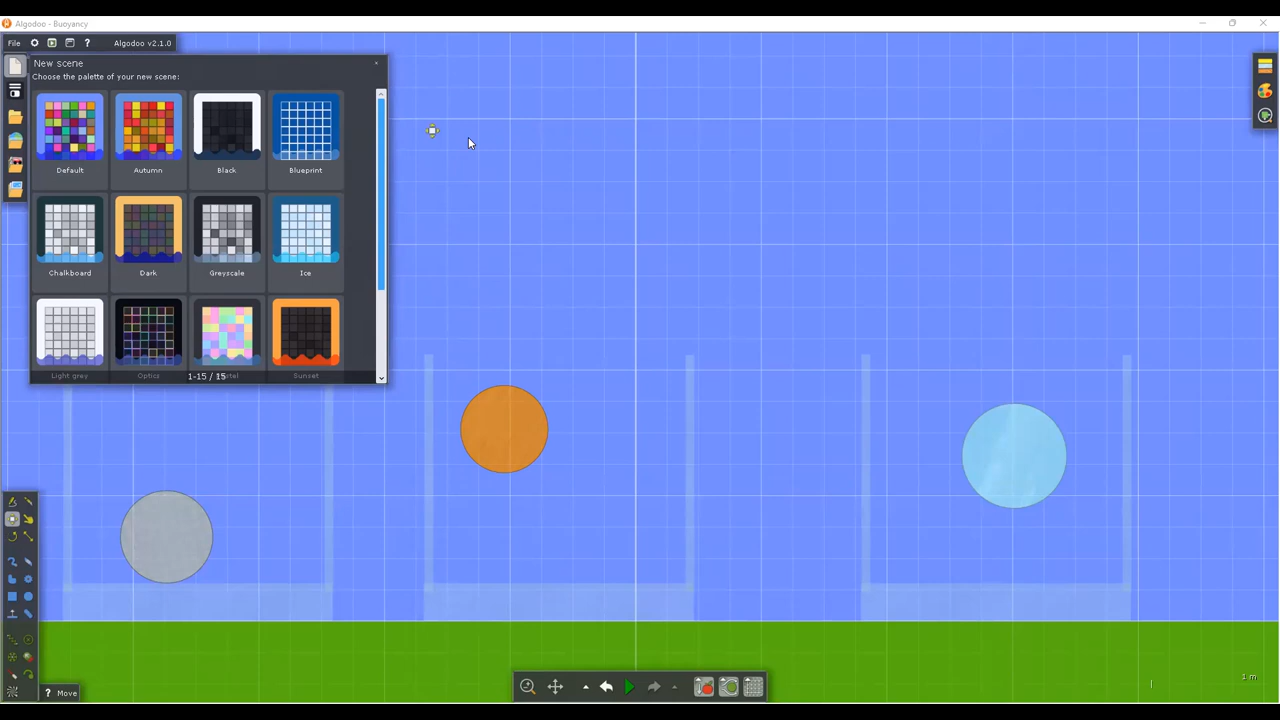 Algodoo - Buoyancy
File ? Algodoo v2.1.0
New scene
Choose the palette of your new scene:
Default Autumn Black Blueprint
Chalkboard Dark Greyscale Ice
Light grey Optics Pastel Sunset
1-15 / 15
? Move
1 m